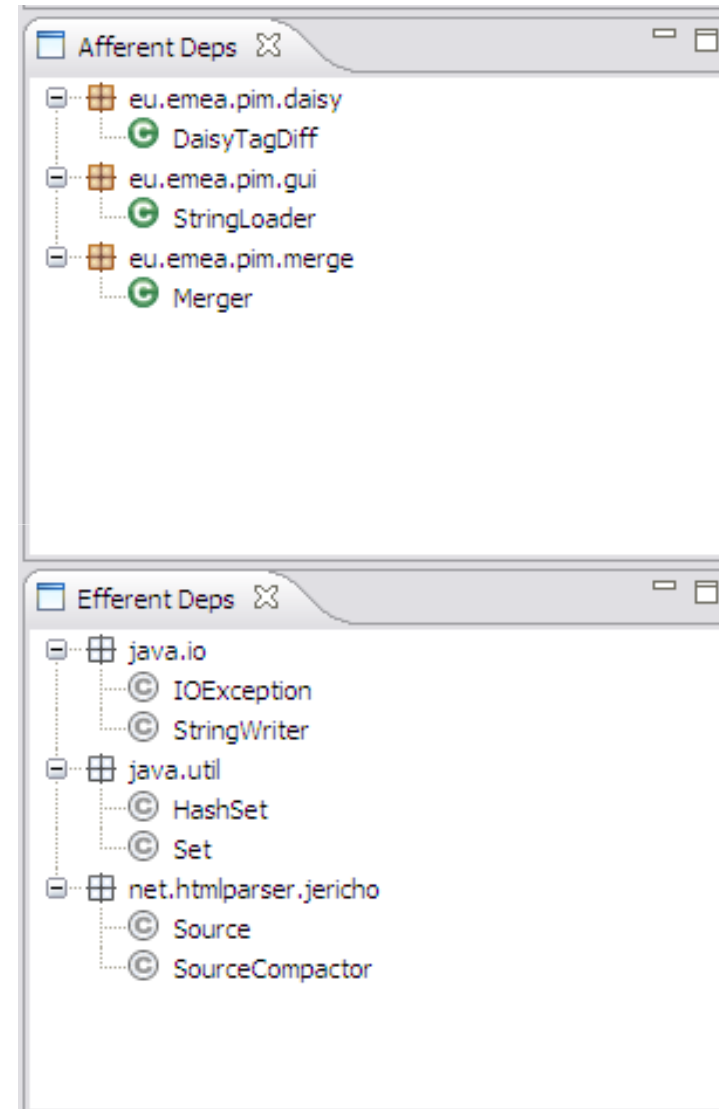 Afferent Deps
eu.emea.pim.daisy
DaisyTagDiff
eu.emea.pim.gui
StringLoader
eu.emea.pim.merge
Merger
Efferent Deps
java.io
IOException
StringWriter
java.util
HashSet
Set
net.htmlparser.jericho
Source
SourceCompactor